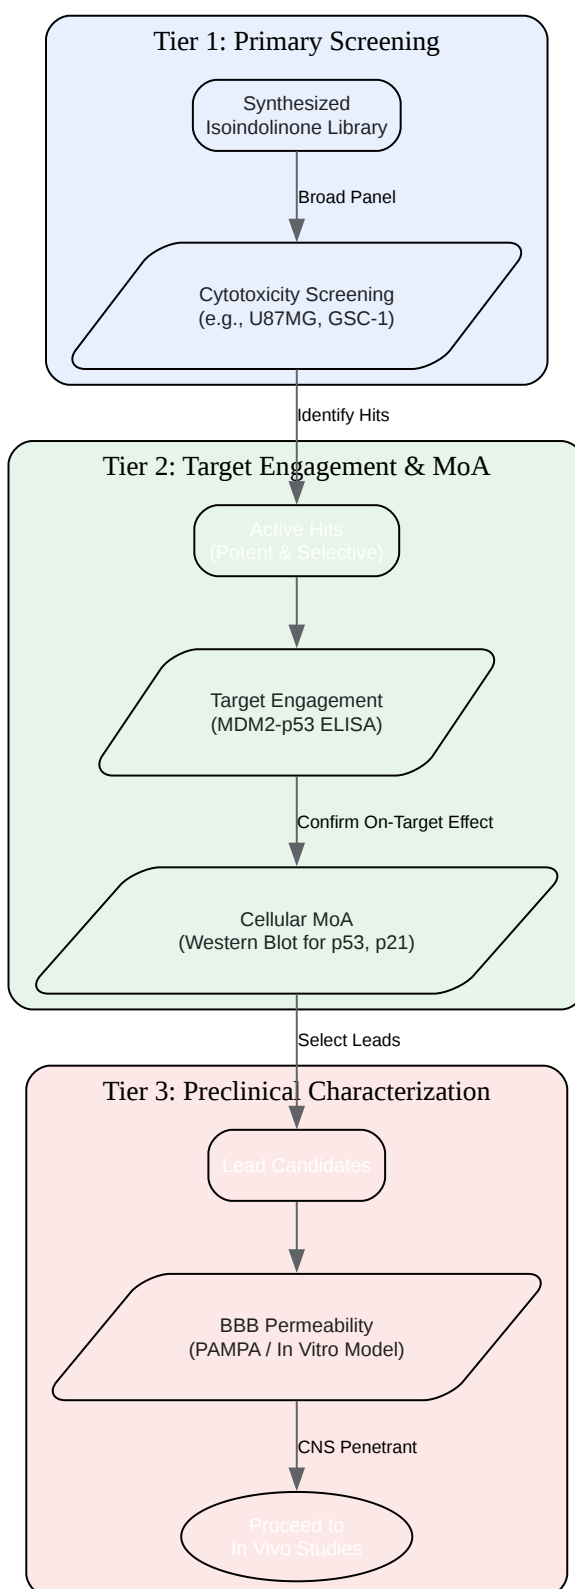 Tier 1: Primary Screening
Synthesized
Isoindolinone Library
Broad Panel
Cytotoxicity Screening
(e.g., U87MG, GSC-1)
Identify Hits
Tier 2: Target Engagement & MoA
Active Hits
(Potent & Selective)
Target Engagement
(MDM2-p53 ELISA)
Confirm On-Target Effect
Cellular MoA
(Western Blot for p53, p21)
Select Leads
Tier 3: Preclinical Characterization
Lead Candidates
BBB Permeability
(PAMPA / In Vitro Model)
CNS Penetrant
Proceed to
In Vivo Studies